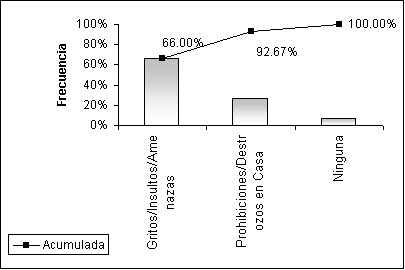 100%
80%
60%
40%
20%
0%
Frecuencia
66.00%
92.67%
100.00%
Gritos/Insultos/Ame
nazas
Prohibiciones/Destr
ozos en Casa
Ninguna
Acumulada